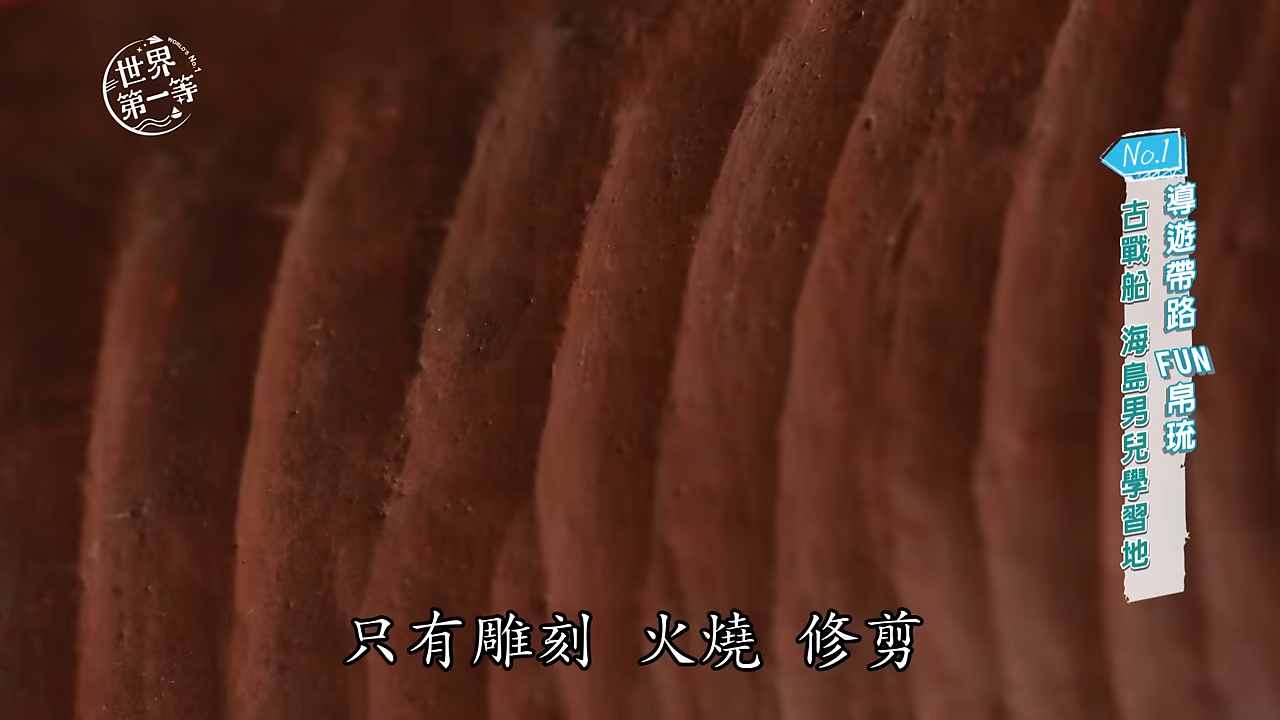 世界
第一等
WORLD'S No.1
No.1
導遊帶路 FUN帛琉
古戰船 海島男兒學習地
只有雕刻 火燒 修剪